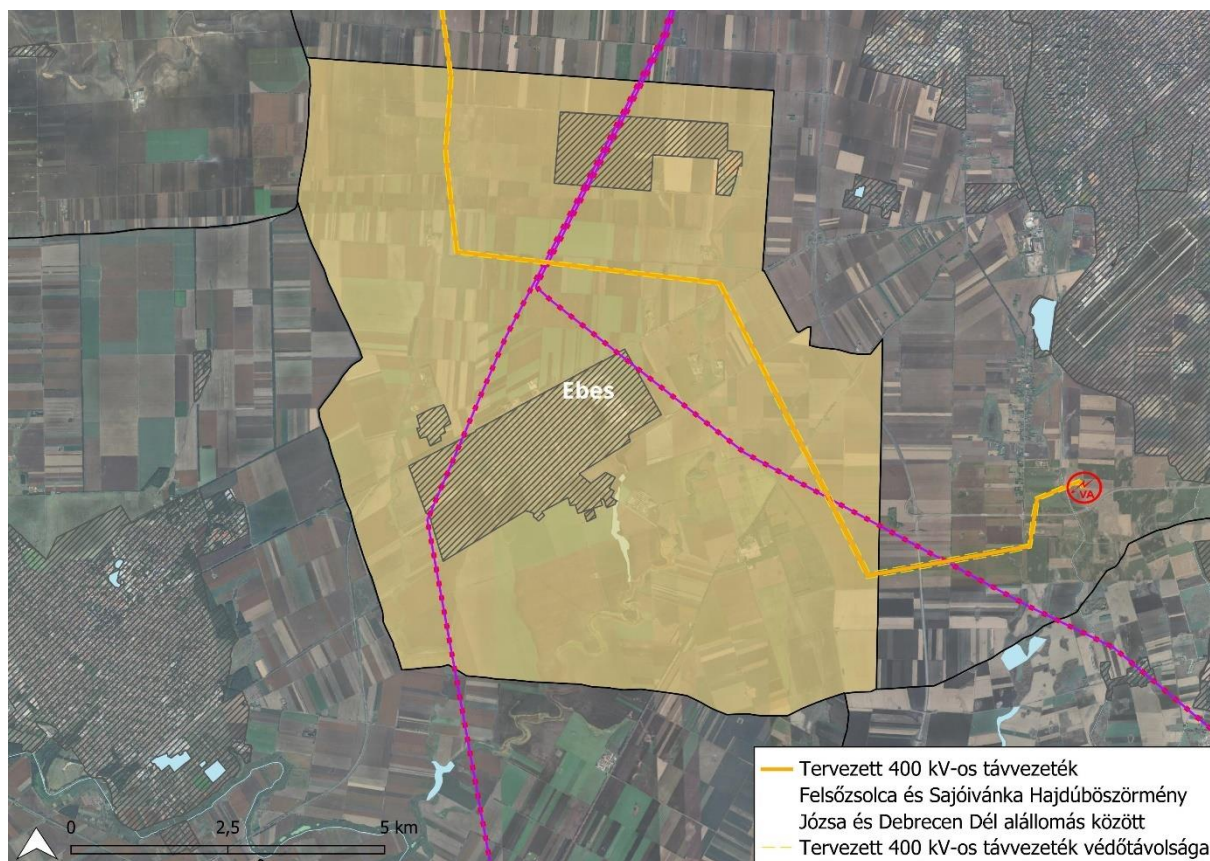 Ebes
VA
0 2,5 5 km
Tervezett 400 kV-os távvezeték
Felsőzsolca és Sajóivánka Hajdúböszörmény
Józsa és Debrecen Dél alállomás között
Tervezett 400 kV-os távvezeték védőtávolsága